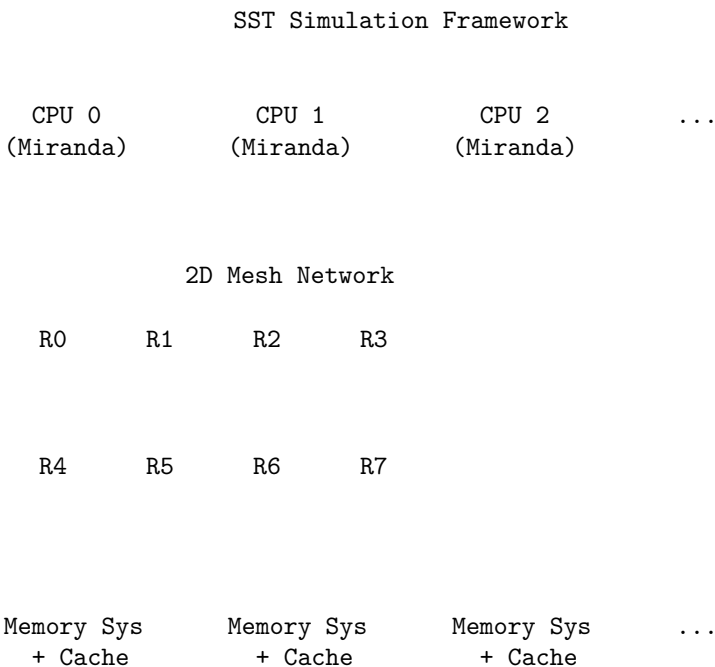 SST Simulation Framework
CPU 0 CPU 1 CPU 2 ...
(Miranda) (Miranda) (Miranda)
2D Mesh Network
R0 R1 R2 R3
R4 R5 R6 R7
Memory Sys Memory Sys Memory Sys ...
+ Cache + Cache + Cache